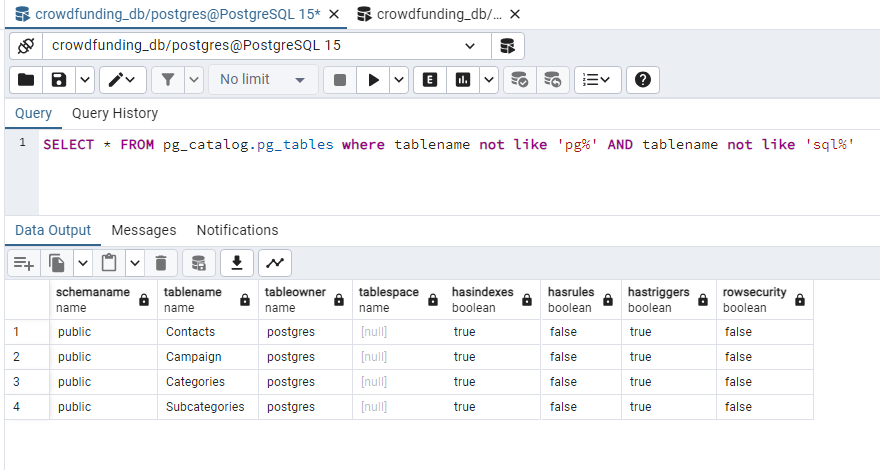 crowdfunding_db/postgres@PostgreSQL 15* crowdfunding_db/...
crowdfunding_db/postgres@PostgreSQL 15
No limit E
Query Query History
1 SELECT * FROM pg_catalog.pg_tables where tablename not like 'pg%' AND tablename not like 'sql%'
Data Output Messages Notifications
schemaname tablename tableowner tablespace hasindexes hasrules hastriggers rowsecurity
name name name name boolean boolean boolean boolean
1 public Contacts postgres [null] true false true false
2 public Campaign postgres [null] true false true false
3 public Categories postgres [null] true false true false
4 public Subcategories postgres [null] true false true false